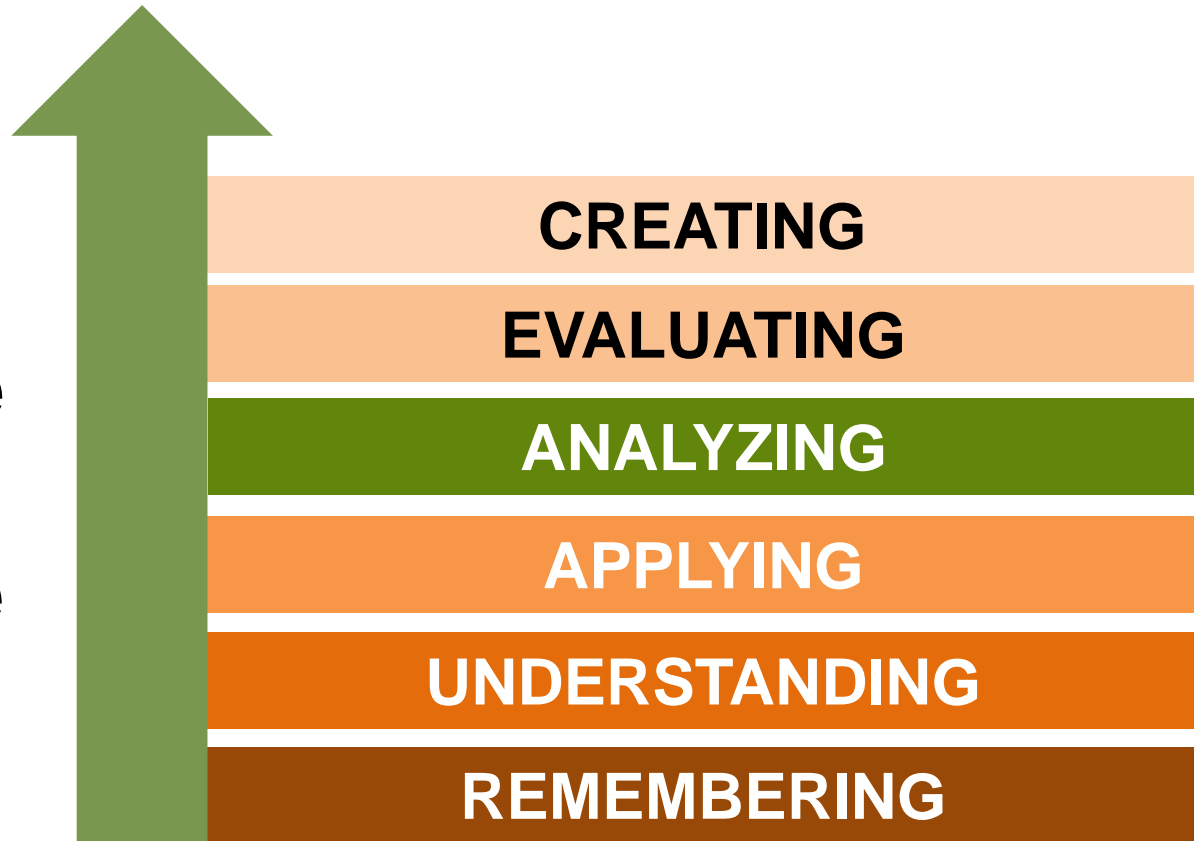 CREATING
EVALUATING
ANALYZING
APPLYING
UNDERSTANDING
REMEMBERING